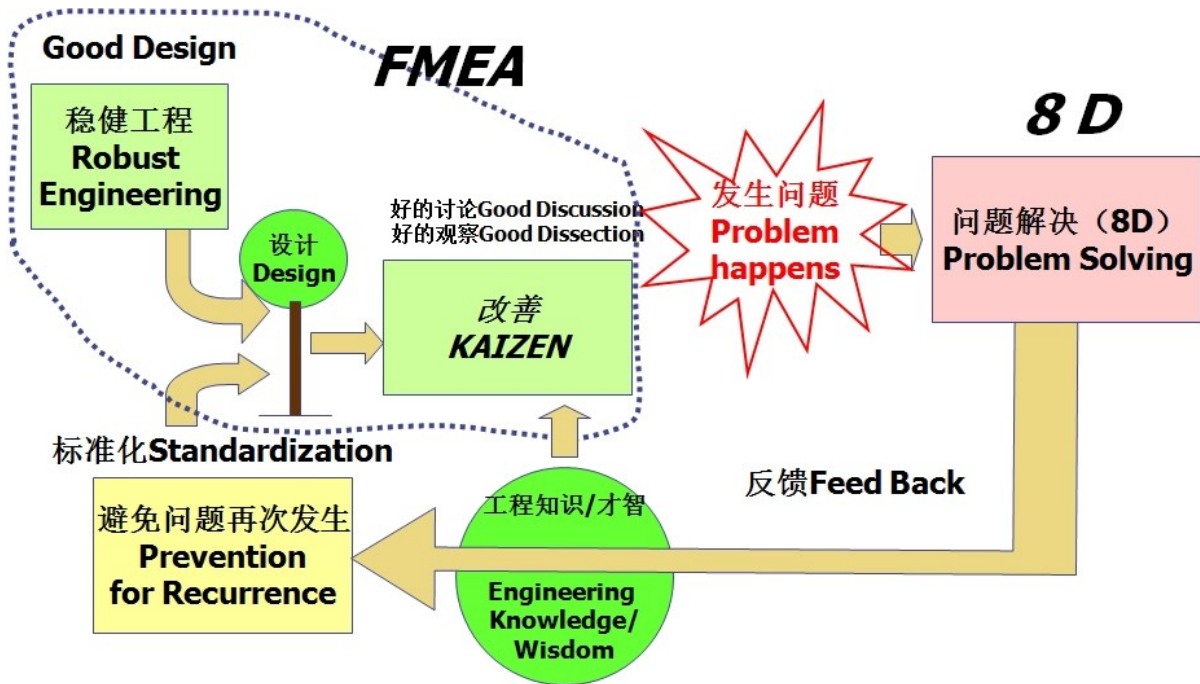 Good Design
FMEA
8 D
稳健工程
Robust
Engineering
设计
Design
好的讨论Good Discussion
好的观察Good Dissection
改善
KAIZEN
发生问题
Problem
happens
问题解决（8D）
Problem Solving
标准化Standardization
避免问题再次发生
Prevention
for Recurrence
工程知识/才智
Engineering
Knowledge/
Wisdom
反馈Feed Back